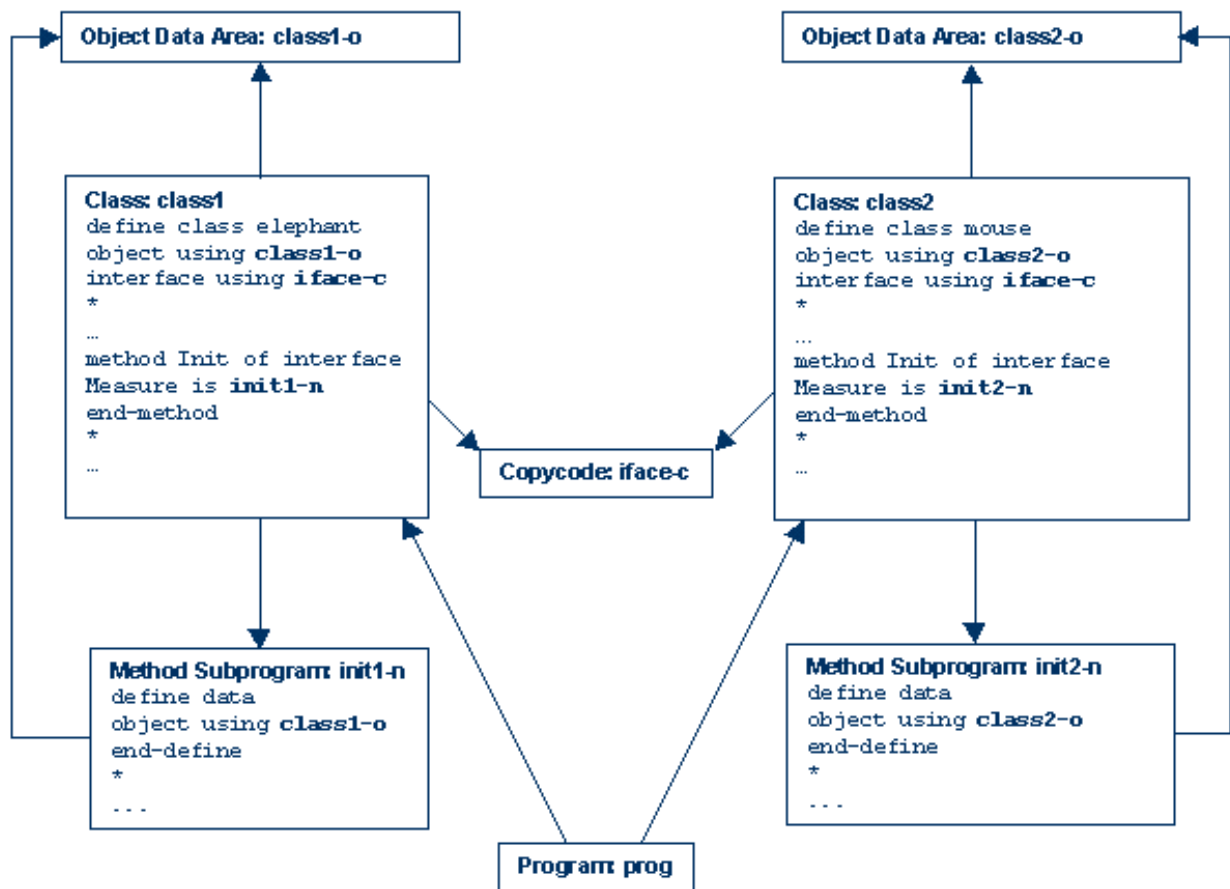 Object Data Area: class1-o
Object Data Area: class2-o
Class: class1
define class elephant
object using class1-o
interface using iface-c
*
…
method Init of interface
Measure is init1-n
end-method
*
…
Class: class2
define class mouse
object using class2-o
interface using iface-c
*
…
method Init of interface
Measure is init2-n
end-method
*
…
Copycode: iface-c
Method Subprogram: init1-n
define data
object using class1-o
end-define
*
...
Method Subprogram: init2-n
define data
object using class2-o
end-define
*
...
Program: prog